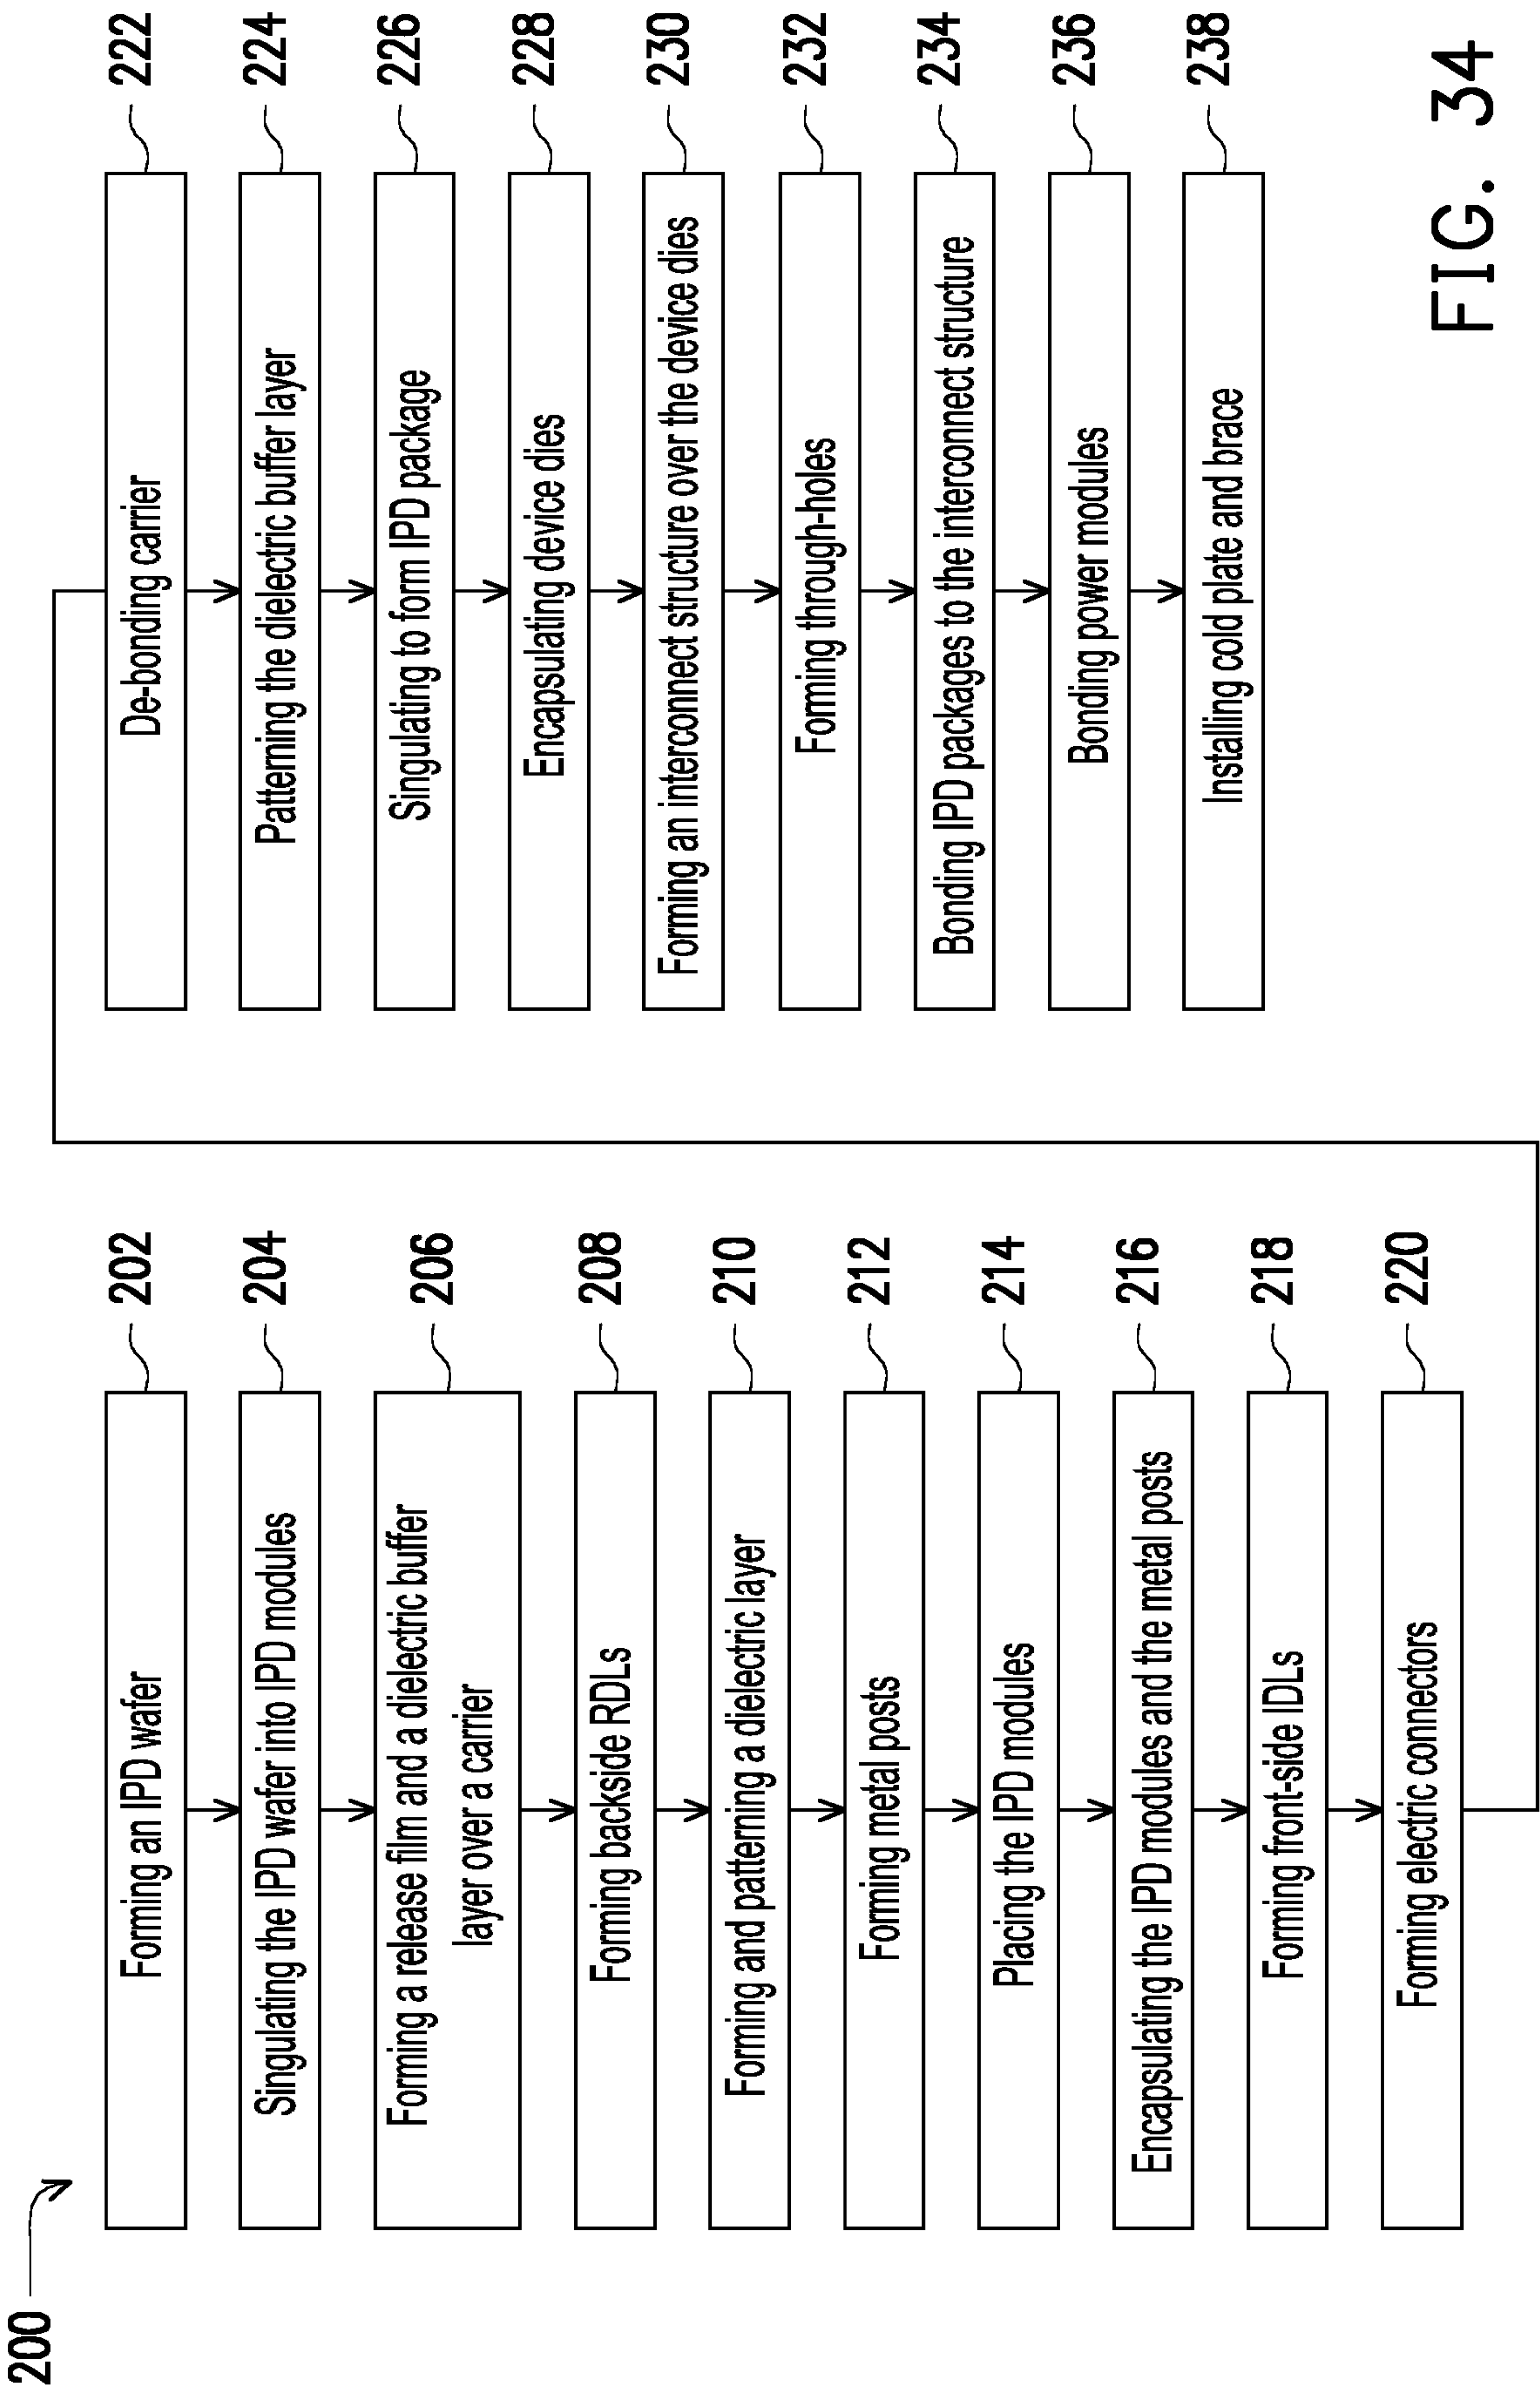 200
Forming an IPD wafer
202
Singulating the IPD wafer into IPD modules
204
Forming a release film and a dielectric buffer
layer over a carrier
206
Forming backside RDLs
208
Forming and patterning a dielectric layer
210
Forming metal posts
212
Placing the IPD modules
214
Encapsulating the IPD modules and the metal posts
216
Forming front-side IDLs
218
Forming electric connectors
220
De-bonding carrier
222
Patterning the dielectric buffer layer
224
Singulating to form IPD package
226
Encapsulating device dies
228
Forming an interconnect structure over the device dies
230
Forming through-holes
232
Bonding IPD packages to the interconnect structure
234
Bonding power modules
236
Installing cold plate and brace
238
FIG. 34